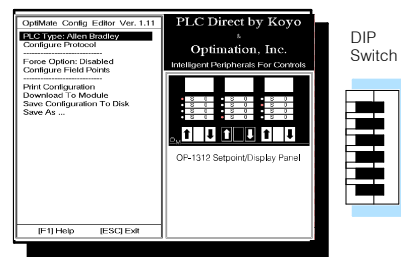 OptiMate Config Editor Ver. 1.11
PLC Type: Allen Bradley
Configure Protocol
Force Option: Disabled
Configure Field Points
Print Configuration
Download To Module
Save Configuration To Disk
Save As ...
[F1] Help [ESC] Exit
PLC Direct by Koyo
&
Optimation, Inc.
Intelligent Peripherals For Controls
OP-1312 Setpoint/Display Panel
DIP
Switch